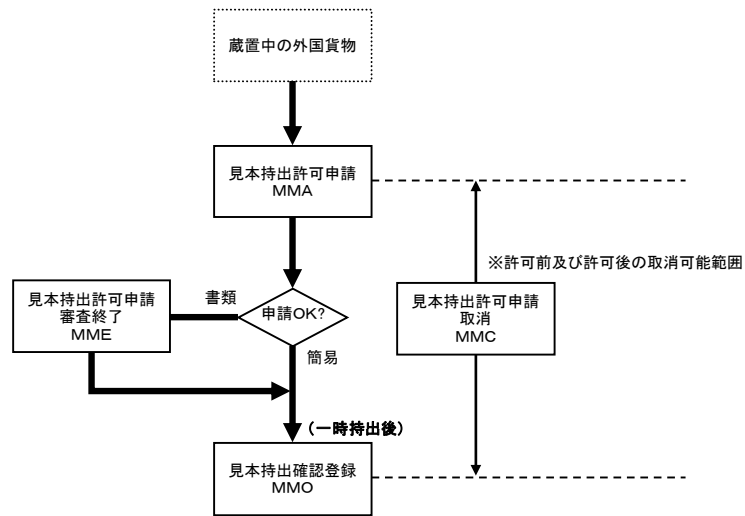 蔵置中の外国貨物
見本持出許可申請
MMA
※許可前及び許可後の取消可能範囲
見本持出許可申請
審査終了
MME
書類
申請OK?
簡易
見本持出許可申請
取消
MMC
(一時持出後)
見本持出確認登録
MMO